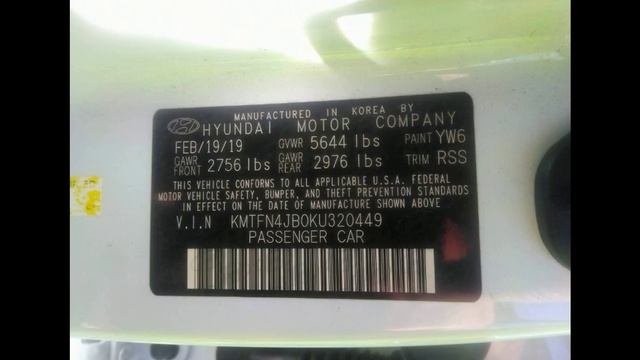 MANUFACTURED IN KOREA BY
HYUNDAI MOTOR COMPANY
FEB/19/19 GVWR 5644 lbs PAINT YW6
GAWR FRONT 2756 lbs GAWR REAR 2976 lbs TRIM RSS
THIS VEHICLE CONFORMS TO ALL APPLICABLE U.S.A. FEDERAL
MOTOR VEHICLE SAFETY, BUMPER, AND THEFT PREVENTION STANDARDS
IN EFFECT ON THE DATE OF MANUFACTURE SHOWN ABOVE
V.I.N KMTFN4JB0KU320449
PASSENGER CAR